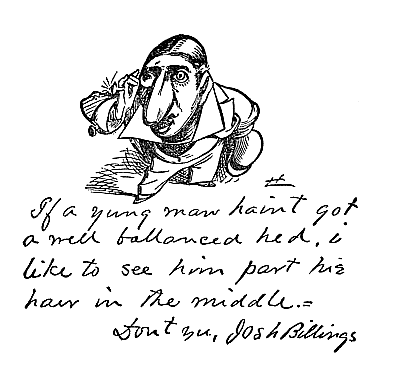 If a yung man haint got
a well ballanced hed, i
like to see him part his
hair in the middle.=
Dont yu, Josh Billings